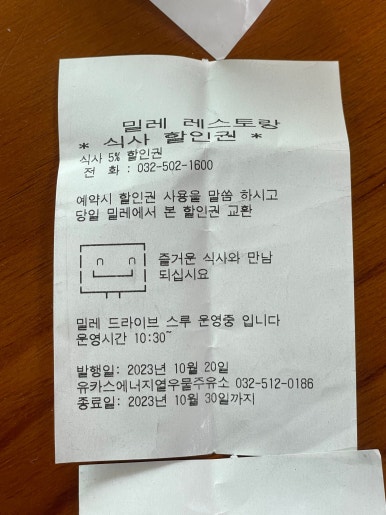 밀레 레스토랑
* 식사 할인권 *
식사 5% 할인권
전 화 : 032-502-1600
예약시 할인권 사용을 말씀 하시고
당일 밀레에서 본 할인권 교환
즐거운 식사와 만남
되십시요
밀레 드라이브 스루 운영중 입니다
운영시간 10:30~
발행일: 2023년 10월 20일
유카스에너지열우물주유소 032-512-0186
종료일: 2023년 10월 30일까지